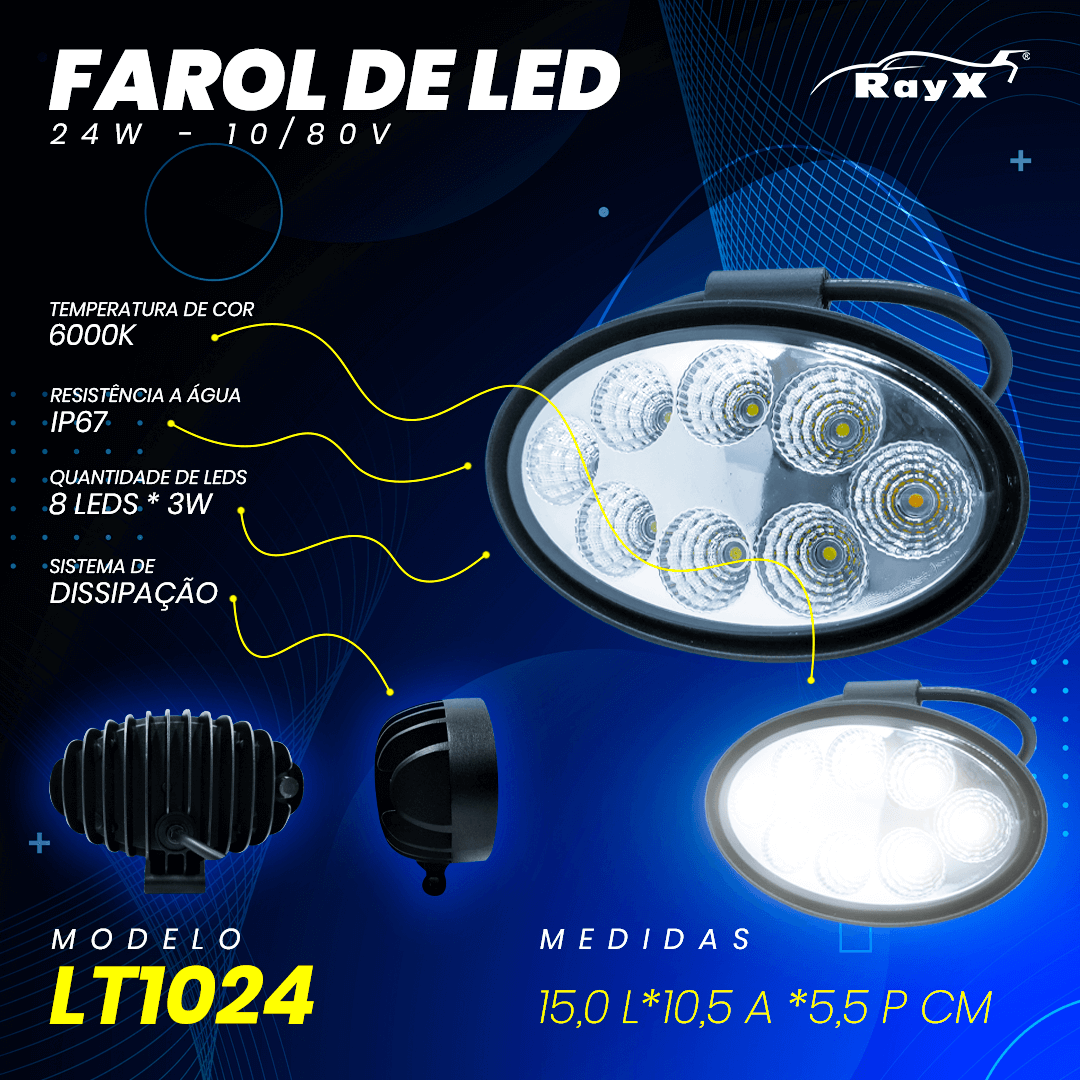 FAROL DE LED
24W - 10/80V
RayX®
TEMPERATURA DE COR
6000K
RESISTÊNCIA A ÁGUA
IP67
QUANTIDADE DE LEDS
8 LEDS * 3W
SISTEMA DE
DISSIPAÇÃO
MODELO
LT1024
MEDIDAS
15,0 L*10,5 A *5,5 P CM